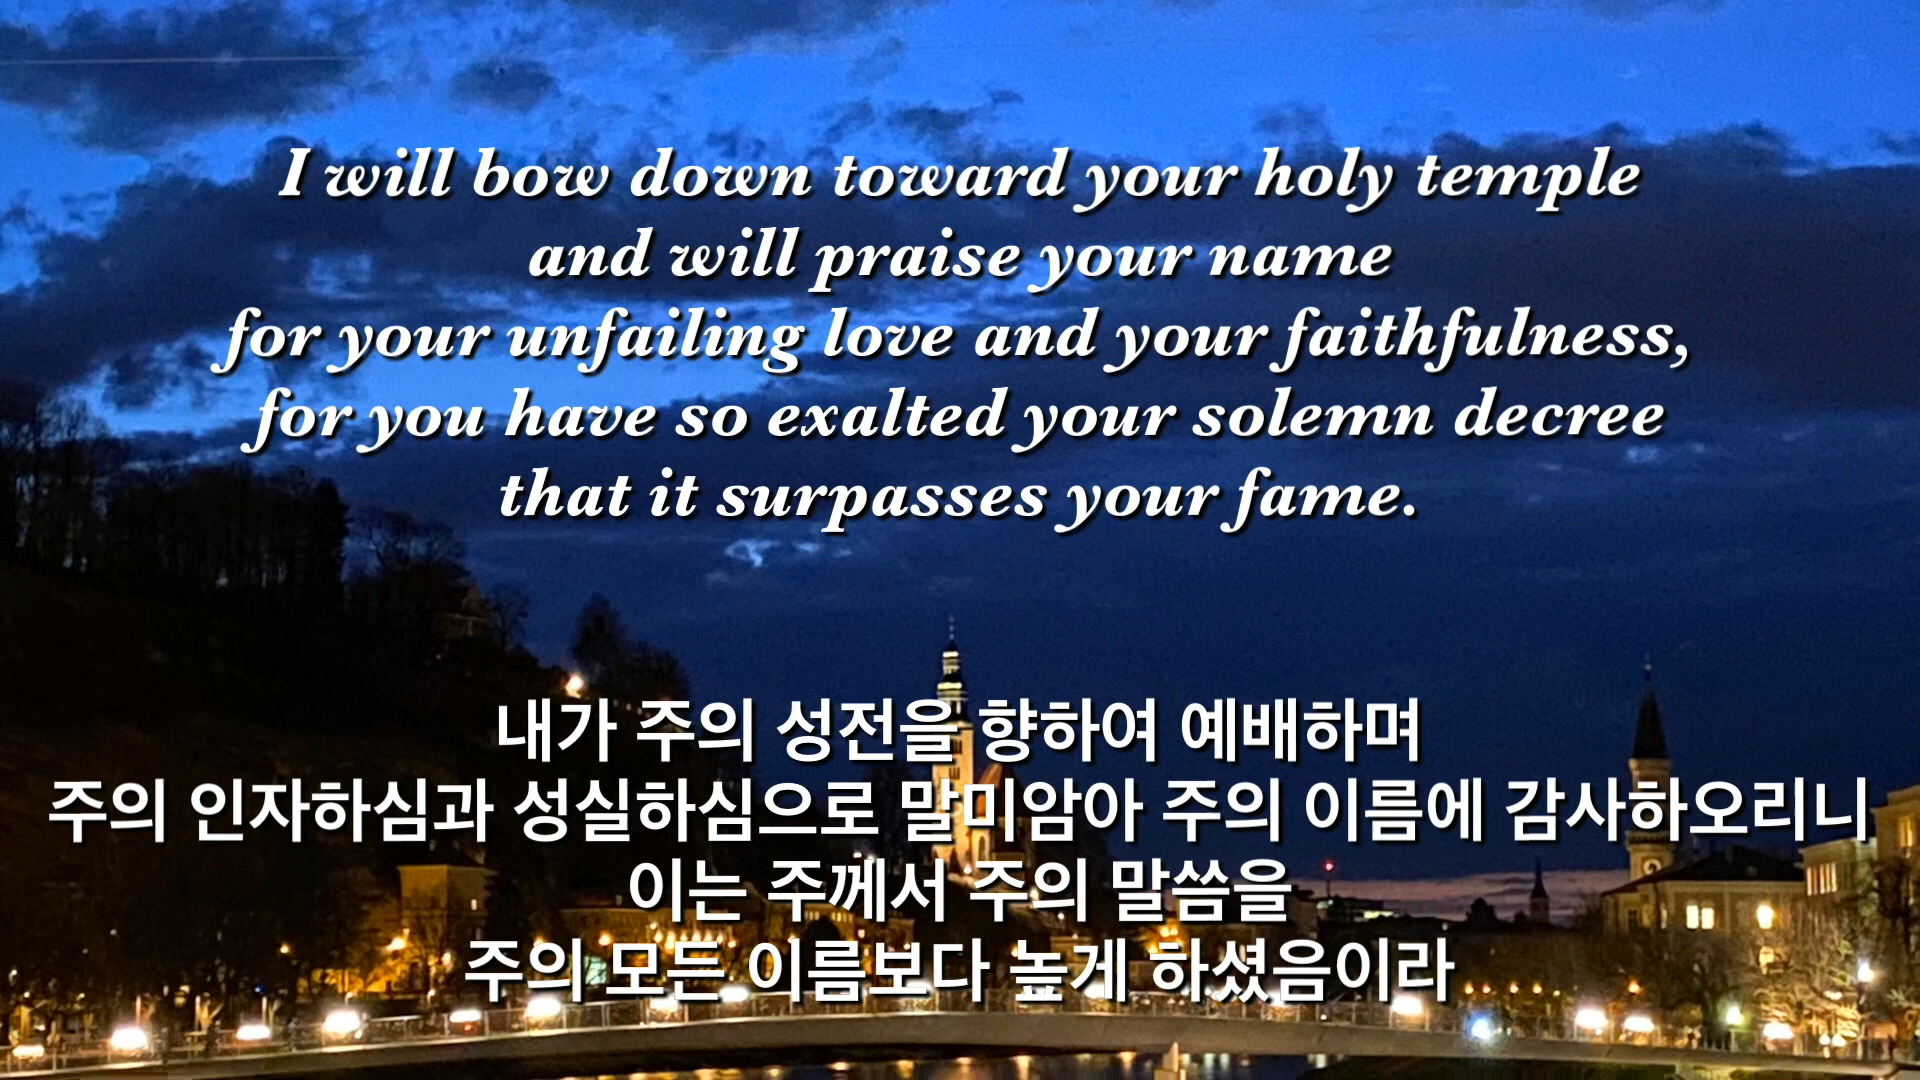 I will bow down toward your holy temple
and will praise your name
for your unfailing love and your faithfulness,
for you have so exalted your solemn decree
that it surpasses your fame.
내가 주의 성전을 향하여 예배하며
주의 인자하심과 성실하심으로 말미암아 주의 이름에 감사하오리니
이는 주께서 주의 말씀을
주의 모든 이름보다 높게 하셨음이라